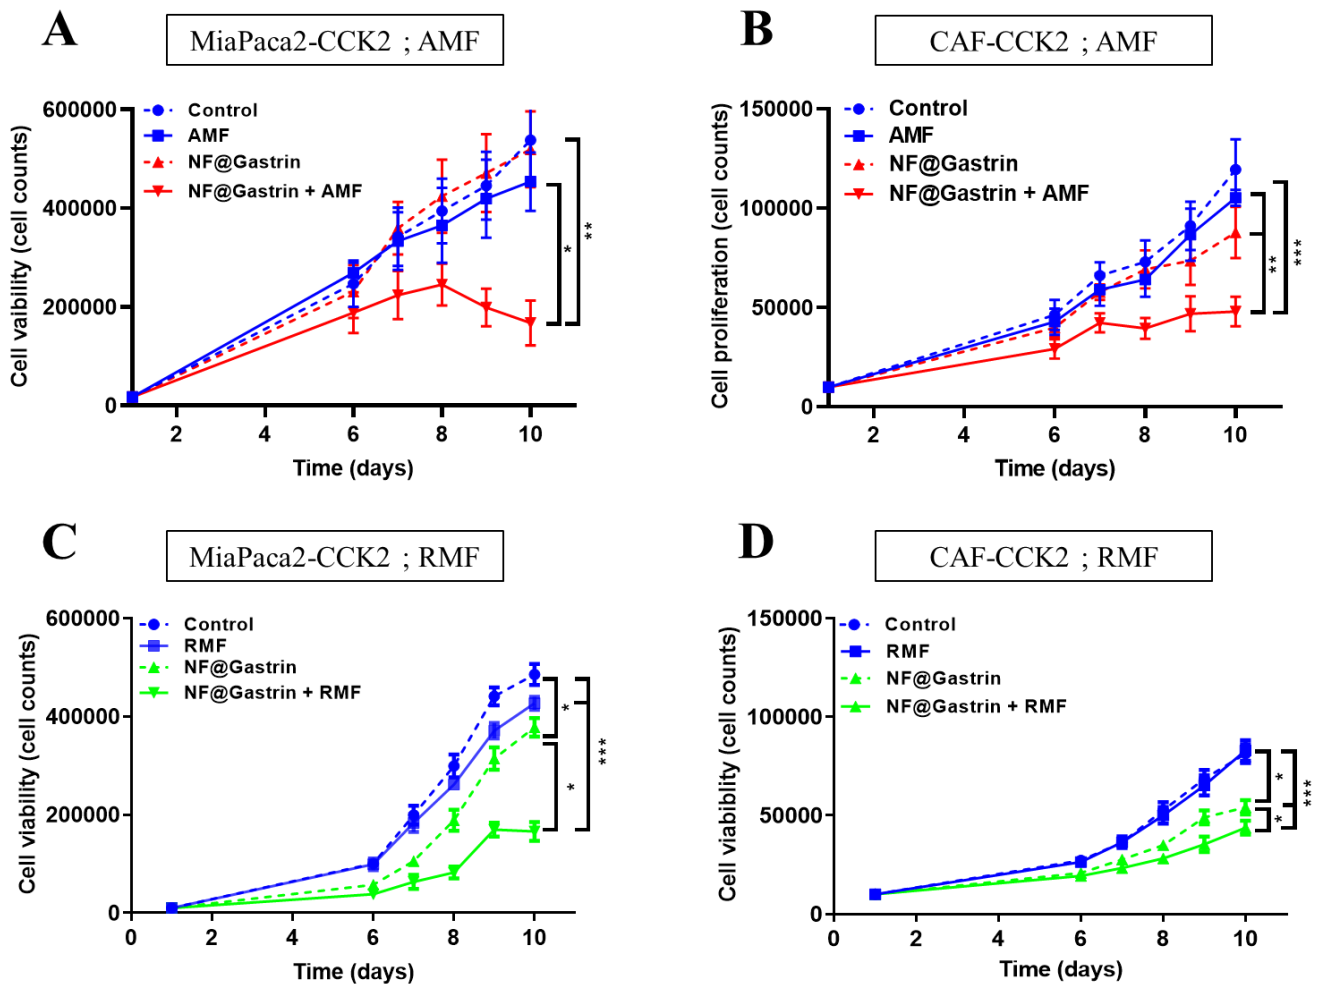 A
MiaPaca2-CCK2 ; AMF
Cell vaibility (cell counts)
600000
400000
200000
0
Control
AMF
NF@Gastrin
NF@Gastrin + AMF
*
**
2
4
6
8
10
Time (days)
B
CAF-CCK2 ; AMF
Cell proliferation (cell counts)
150000
100000
50000
0
Control
AMF
NF@Gastrin
NF@Gastrin + AMF
**
***
2
4
6
8
10
Time (days)
C
MiaPaca2-CCK2 ; RMF
Cell viability (cell counts)
600000
400000
200000
0
Control
RMF
NF@Gastrin
NF@Gastrin + RMF
*
*
***
0
2
4
6
8
10
Time (days)
D
CAF-CCK2 ; RMF
Cell viabiblity (cell counts)
150000
100000
50000
0
Control
RMF
NF@Gastrin
NF@Gastrin + RMF
*
*
***
0
2
4
6
8
10
Time (days)